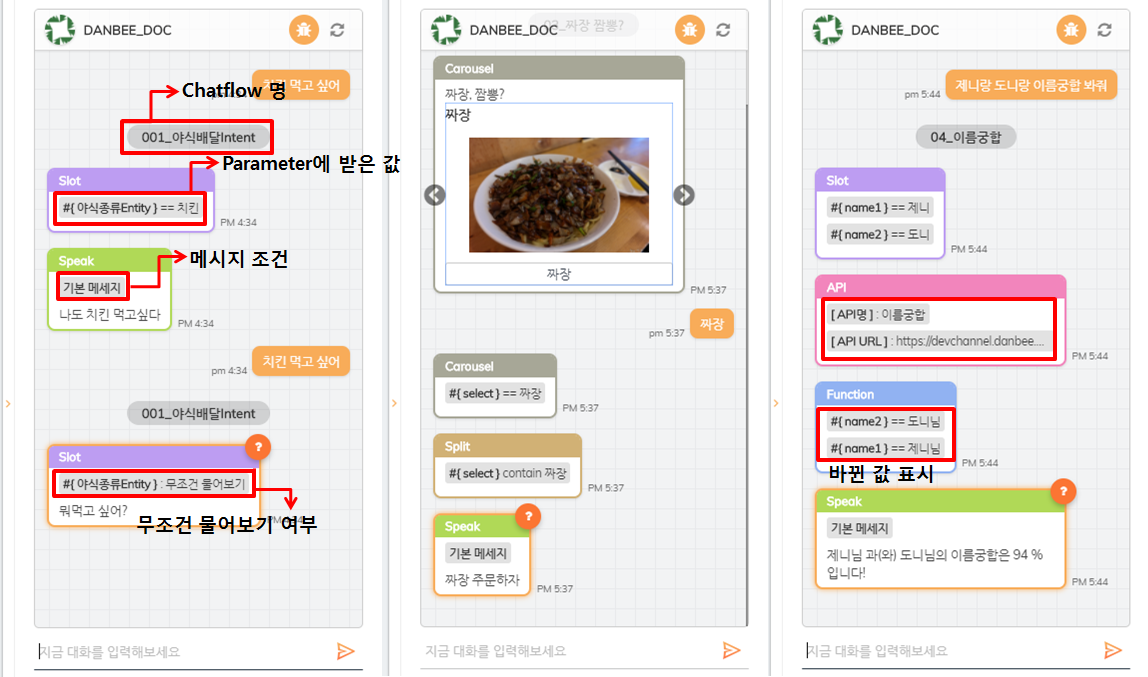 DANBEE_DOC
치킨 먹고 싶어
Chatflow 명
001_야식배달Intent
Parameter에 받은 값
Slot
#{ 야식종류Entity } == 치킨
PM 4:34
Speak
메시지 조건
기본 메세지
나도 치킨 먹고싶다
PM 4:34
pm 4:34
치킨 먹고 싶어
001_야식배달Intent
?
Slot
#{ 야식종류Entity } : 무조건 물어보기
뭐먹고 싶어?
무조건 물어보기 여부
지금 대화를 입력해보세요
DANBEE_DOC
03_짜장 짬뽕?
Carousel
짜장, 짬뽕?
짜장
짜장
PM 5:37
pm 5:37
짜장
Carousel
#{ select } == 짜장
PM 5:37
Split
#{ select } contain 짜장
PM 5:37
?
Speak
기본 메세지
짜장 주문하자
PM 5:37
지금 대화를 입력해보세요
DANBEE_DOC
pm 5:44
제니랑 도니랑 이름궁합 봐줘
04_이름궁합
Slot
#{ name1 } == 제니
#{ name2 } == 도니
PM 5:44
API
[ API명 ] : 이름궁합
[ API URL ] : https://devchannel.danbee....
PM 5:44
Function
#{ name2 } == 도니님
#{ name1 } == 제니님
PM 5:44
바뀐 값 표시
?
Speak
기본 메세지
제니님 과(와) 도니님의 이름궁합은 94 %
입니다!
PM 5:44
지금 대화를 입력해보세요